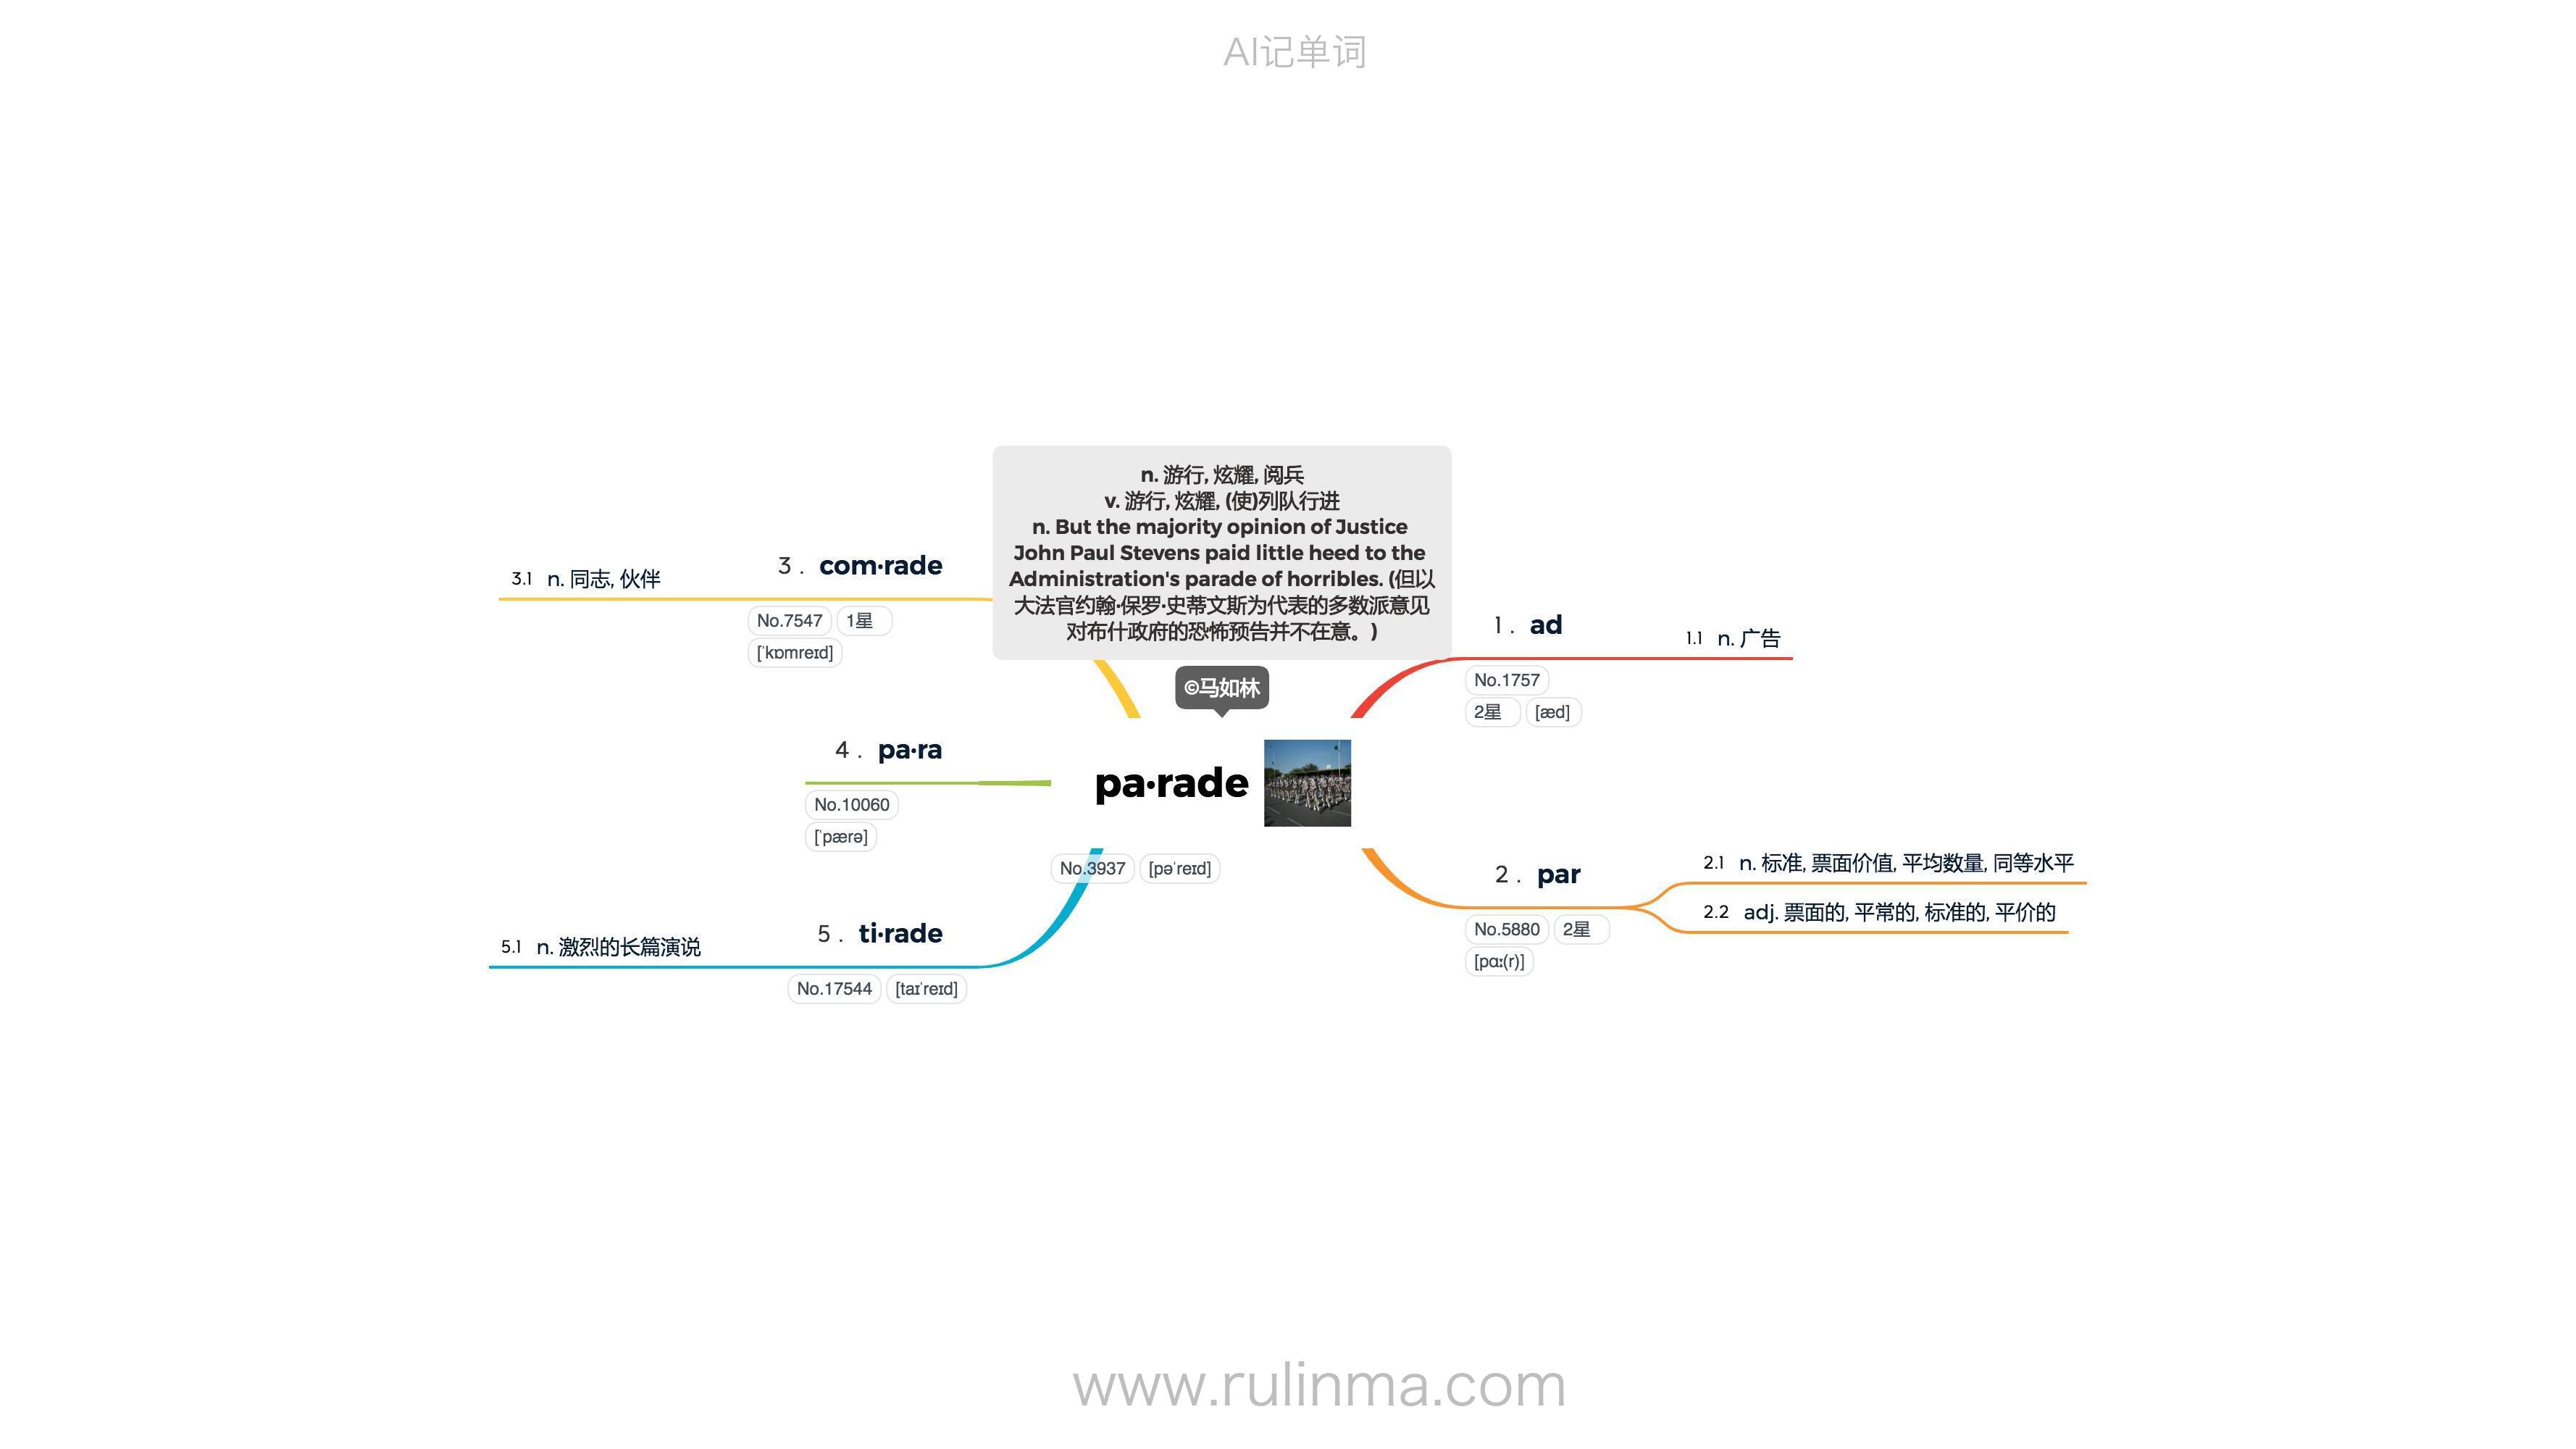 AI记单词
n. 游行, 炫耀, 阅兵
v. 游行, 炫耀, (使)列队行进
n. But the majority opinion of Justice
John Paul Stevens paid little heed to the
Administration's parade of horribles. (但以
大法官约翰·保罗·史蒂文斯为代表的多数派意见
对布什政府的恐怖预告并不在意。)
©马如林
pa·rade
No.3937 [pəˈreɪd]
1 . ad
No.1757
2星 [æd]
1.1 n. 广告
2 . par
No.5880 2星
[pɑː(r)]
2.1 n. 标准, 票面价值, 平均数量, 同等水平
2.2 adj. 票面的, 平常的, 标准的, 平价的
3 . com·rade
No.7547 1星
[ˈkɒmreɪd]
3.1 n. 同志, 伙伴
4 . pa·ra
No.10060
[ˈpærə]
5 . ti·rade
No.17544 [taɪˈreɪd]
5.1 n. 激烈的长篇演说
www.rulinma.com